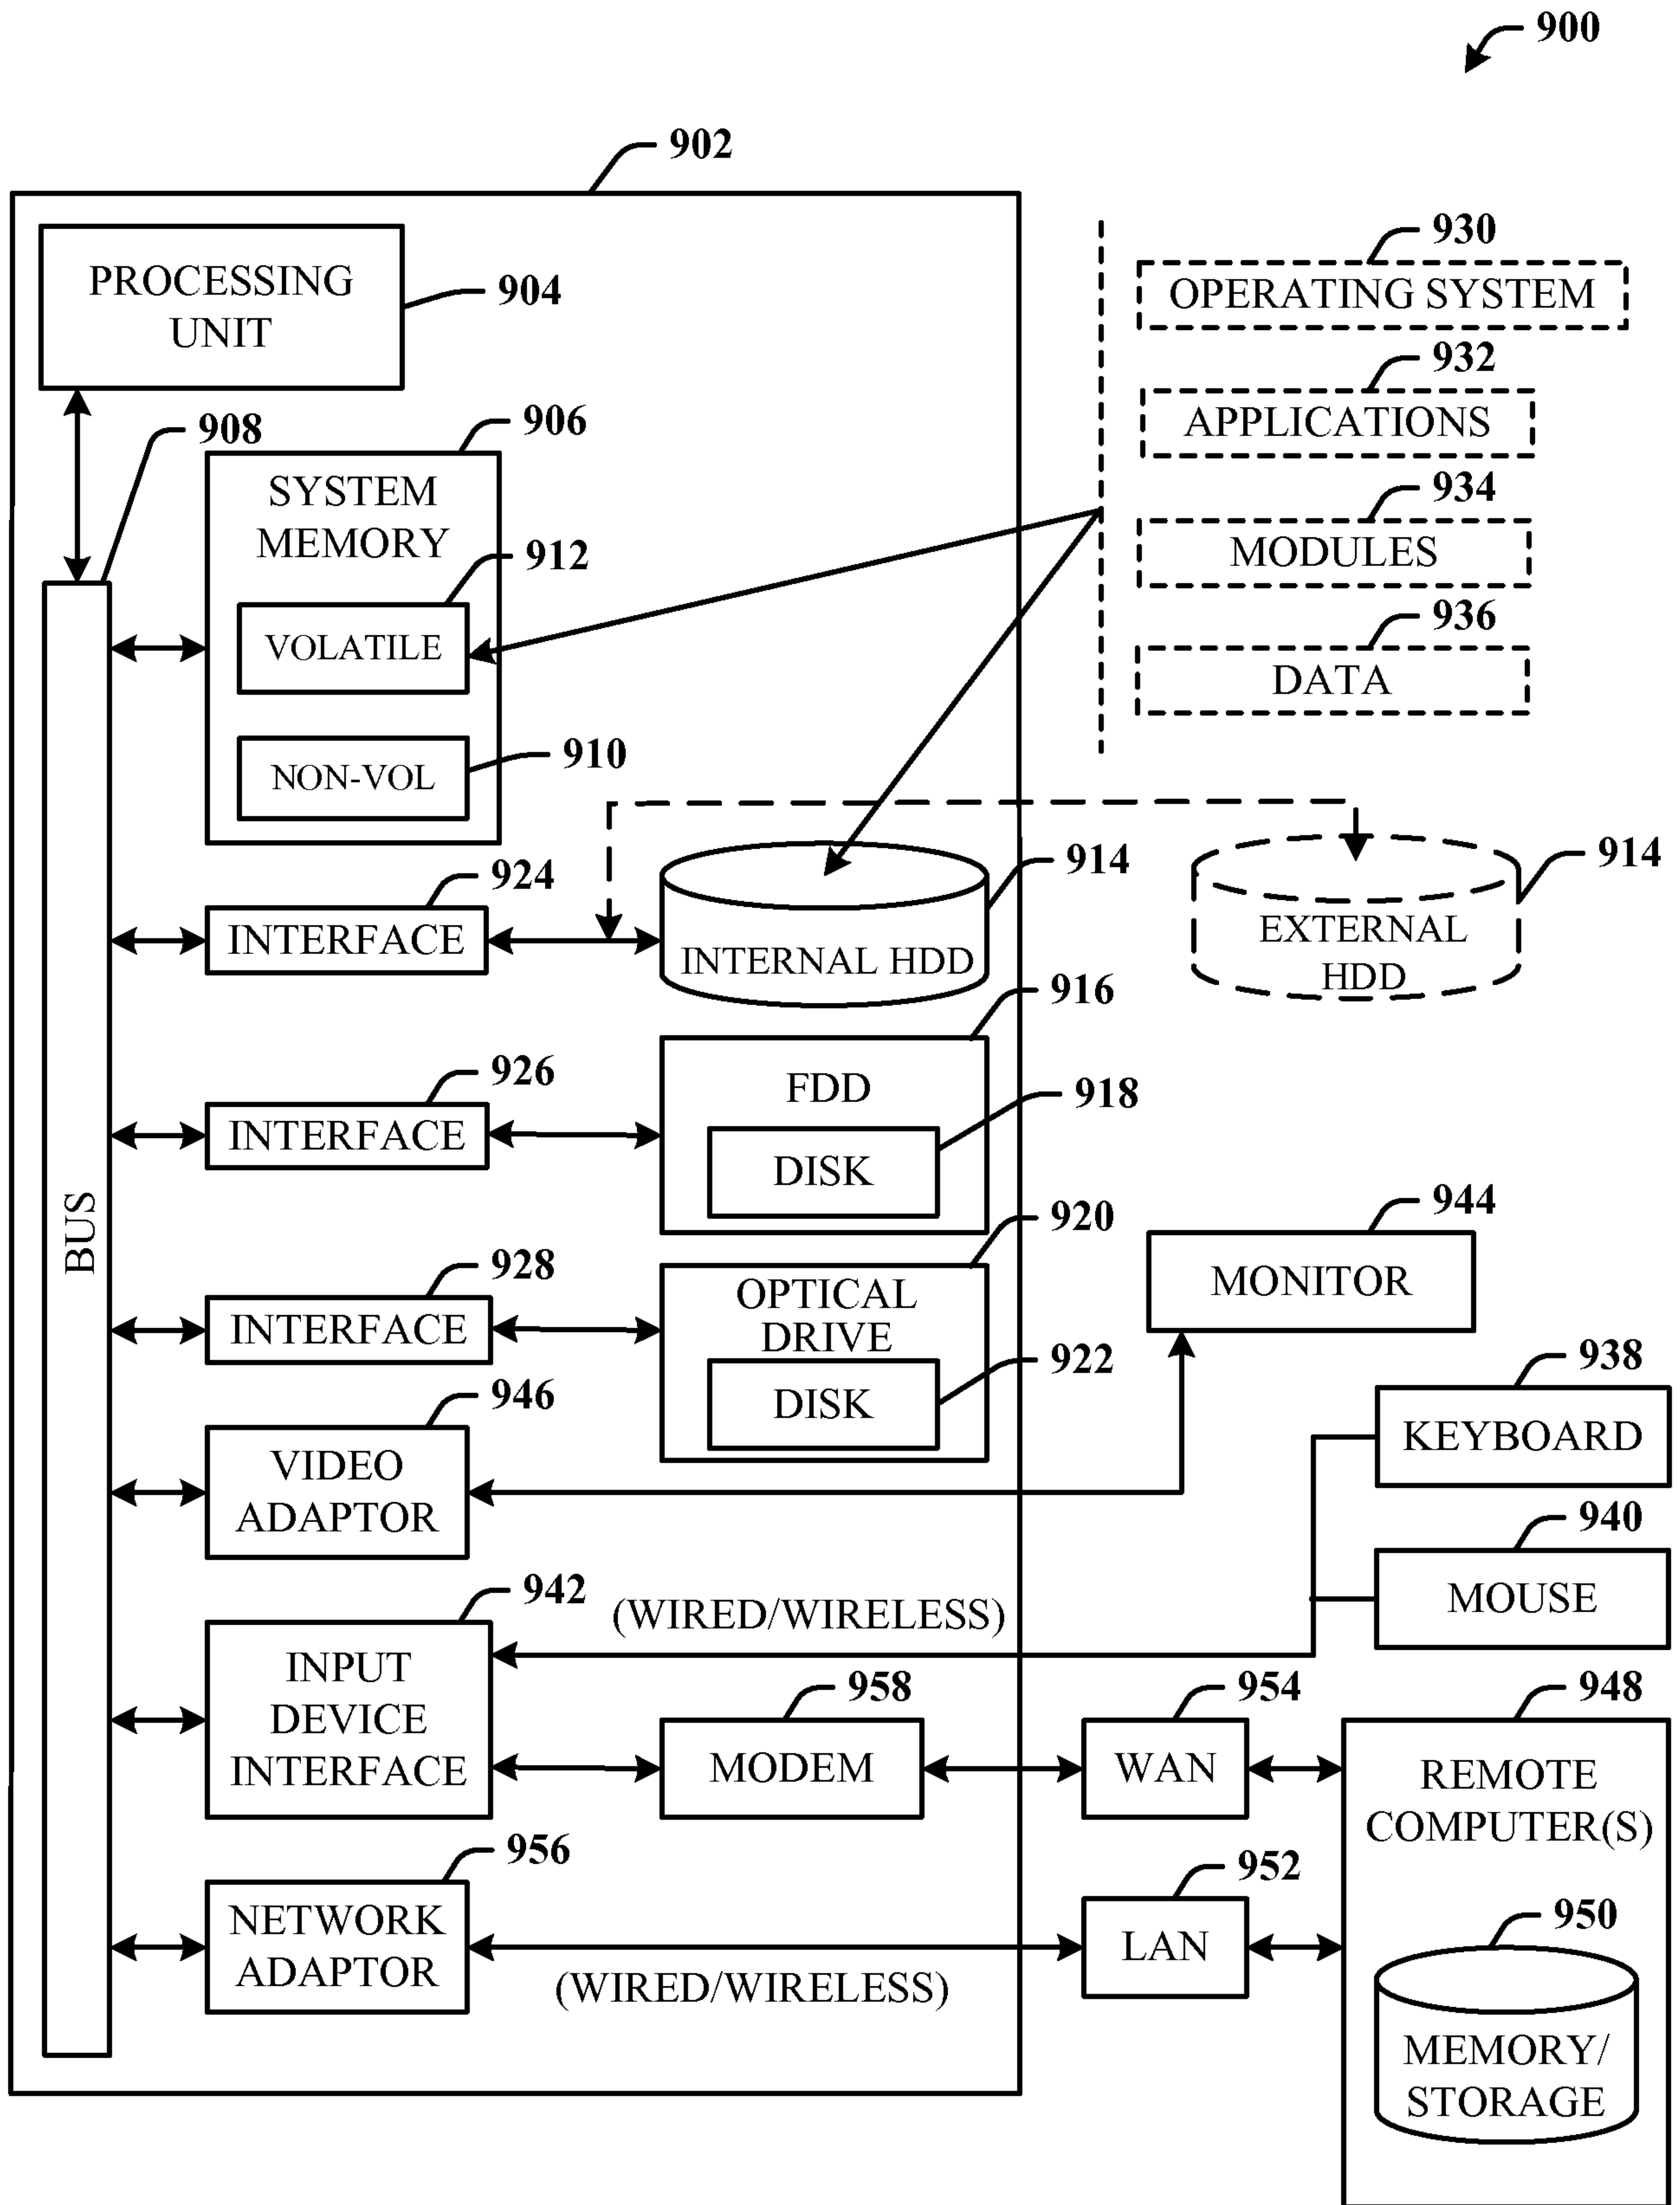 900
902
PROCESSING
UNIT
904
930
OPERATING SYSTEM
932
APPLICATIONS
934
MODULES
936
DATA
908
906
SYSTEM
MEMORY
912
VOLATILE
910
NON-VOL
924
INTERFACE
914
INTERNAL HDD
914
EXTERNAL
HDD
916
FDD
918
DISK
926
INTERFACE
BUS
920
OPTICAL
DRIVE
922
DISK
928
INTERFACE
944
MONITOR
946
VIDEO
ADAPTOR
938
KEYBOARD
940
MOUSE
942
INPUT
DEVICE
INTERFACE
(WIRED/WIRELESS)
958
MODEM
954
WAN
948
REMOTE
COMPUTER(S)
956
NETWORK
ADAPTOR
(WIRED/WIRELESS)
952
LAN
950
MEMORY/
STORAGE